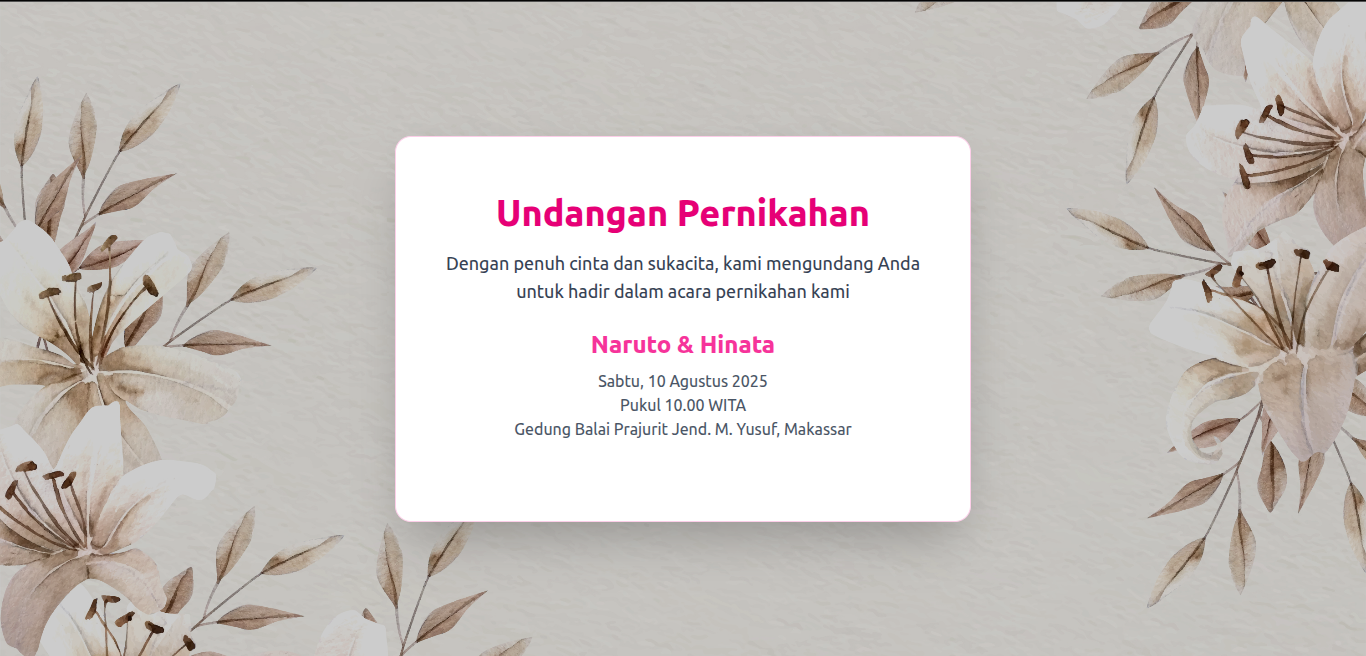 Undangan Pernikahan
Dengan penuh cinta dan sukacita, kami mengundang Anda
untuk hadir dalam acara pernikahan kami
Naruto & Hinata
Sabtu, 10 Agustus 2025
Pukul 10.00 WITA
Gedung Balai Prajurit Jend. M. Yusuf, Makassar